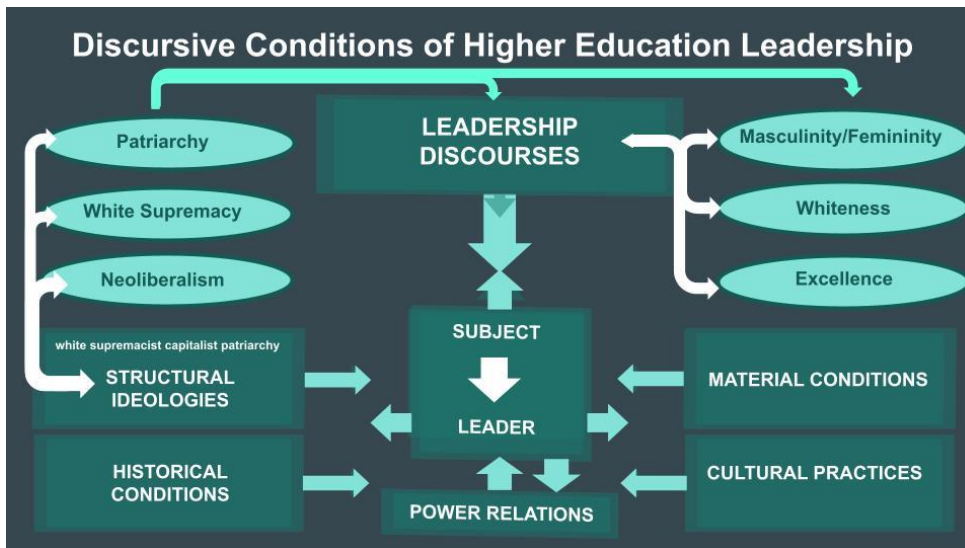 Discursive Conditions of Higher Education Leadership
Patriarchy
White Supremacy
Neoliberalism
LEADERSHIP
DISCOURSES
Masculinity/Femininity
Whiteness
Excellence
white supremacist capitalist patriarchy
STRUCTURAL
IDEOLOGIES
HISTORICAL
CONDITIONS
SUBJECT
LEADER
POWER RELATIONS
MATERIAL CONDITIONS
CULTURAL PRACTICES